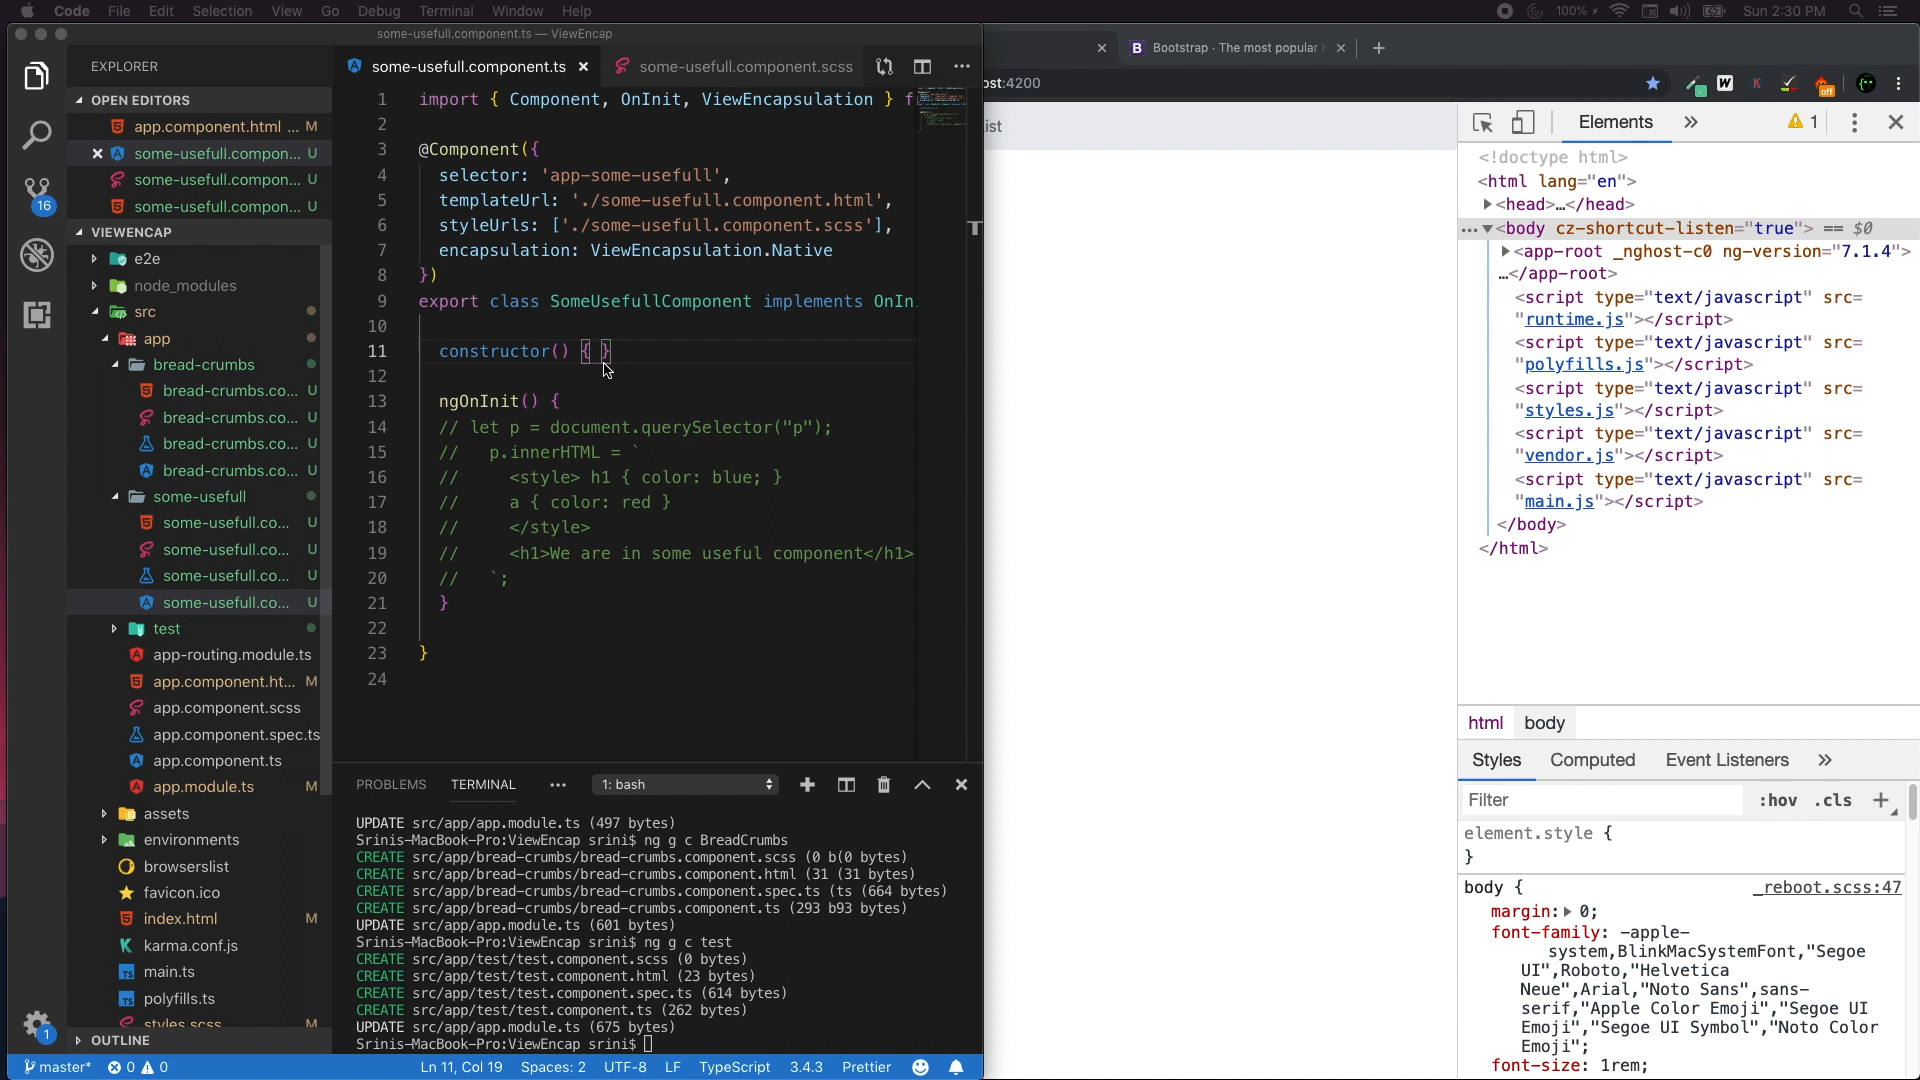 Code File Edit Selection View Go Debug Terminal Window Help
100% Sun 2:30 PM
some-usefull.component.ts — ViewEncap
EXPLORER
OPEN EDITORS
app.component.html ... M
some-usefull.compon... U
some-usefull.compon... U
some-usefull.compon... U
16
VIEWENCAP
e2e
node_modules
src
app
bread-crumbs
bread-crumbs.co... U
bread-crumbs.co... U
bread-crumbs.co... U
bread-crumbs.co... U
some-usefull
some-usefull.co... U
some-usefull.co... U
some-usefull.co... U
some-usefull.co... U
test
app-routing.module.ts
app.component.ht... M
app.component.scss
app.component.spec.ts
app.component.ts
app.module.ts M
assets
environments
browserslist
favicon.ico
index.html M
karma.conf.js
main.ts
polyfills.ts
styles.scss M
OUTLINE
1
some-usefull.component.ts
some-usefull.component.scss
1 import { Component, OnInit, ViewEncapsulation } f
2
3 @Component({
4 selector: 'app-some-usefull',
5 templateUrl: './some-usefull.component.html',
6 styleUrls: ['./some-usefull.component.scss'],
7 encapsulation: ViewEncapsulation.Native
8 })
9 export class SomeUsefullComponent implements OnIn
10
11 constructor() { }
12
13 ngOnInit() {
14 // let p = document.querySelector("p");
15 // p.innerHTML = `
16 // <style> h1 { color: blue; }
17 // a { color: red }
18 // </style>
19 // <h1>We are in some useful component</h1>
20 // `;
21 }
22
23 }
24
PROBLEMS TERMINAL ... 1: bash
UPDATE src/app/app.module.ts (497 bytes)
Srinis-MacBook-Pro:ViewEncap srini$ ng g c BreadCrumbs
CREATE src/app/bread-crumbs/bread-crumbs.component.scss (0 b(0 bytes)
CREATE src/app/bread-crumbs/bread-crumbs.component.html (31 (31 bytes)
CREATE src/app/bread-crumbs/bread-crumbs.component.spec.ts (ts (664 bytes)
CREATE src/app/bread-crumbs/bread-crumbs.component.ts (293 b93 bytes)
UPDATE src/app/app.module.ts (601 bytes)
Srinis-MacBook-Pro:ViewEncap srini$ ng g c test
CREATE src/app/test/test.component.scss (0 bytes)
CREATE src/app/test/test.component.html (23 bytes)
CREATE src/app/test/test.component.spec.ts (614 bytes)
CREATE src/app/test/test.component.ts (262 bytes)
UPDATE src/app/app.module.ts (675 bytes)
Srinis-MacBook-Pro:ViewEncap srini$
master* 0 0 Ln 11, Col 19 Spaces: 2 UTF-8 LF TypeScript 3.4.3 Prettier
B Bootstrap · The most popular
ost:4200
W K off
ist
T
Elements » 1
<!doctype html>
<html lang="en">
<head>…</head>
<body cz-shortcut-listen="true"> == $0
<app-root _nghost-c0 ng-version="7.1.4">
…</app-root>
<script type="text/javascript" src=
"runtime.js"></script>
<script type="text/javascript" src=
"polyfills.js"></script>
<script type="text/javascript" src=
"styles.js"></script>
<script type="text/javascript" src=
"vendor.js"></script>
<script type="text/javascript" src=
"main.js"></script>
</body>
</html>
html body
Styles Computed Event Listeners »
Filter :hov .cls +
element.style {
}
body { _reboot.scss:47
margin: 0;
font-family: -apple-
system,BlinkMacSystemFont,"Segoe
UI",Roboto,"Helvetica
Neue",Arial,"Noto Sans",sans-
serif,"Apple Color Emoji","Segoe UI
Emoji","Segoe UI Symbol","Noto Color
Emoji";
font-size: 1rem;